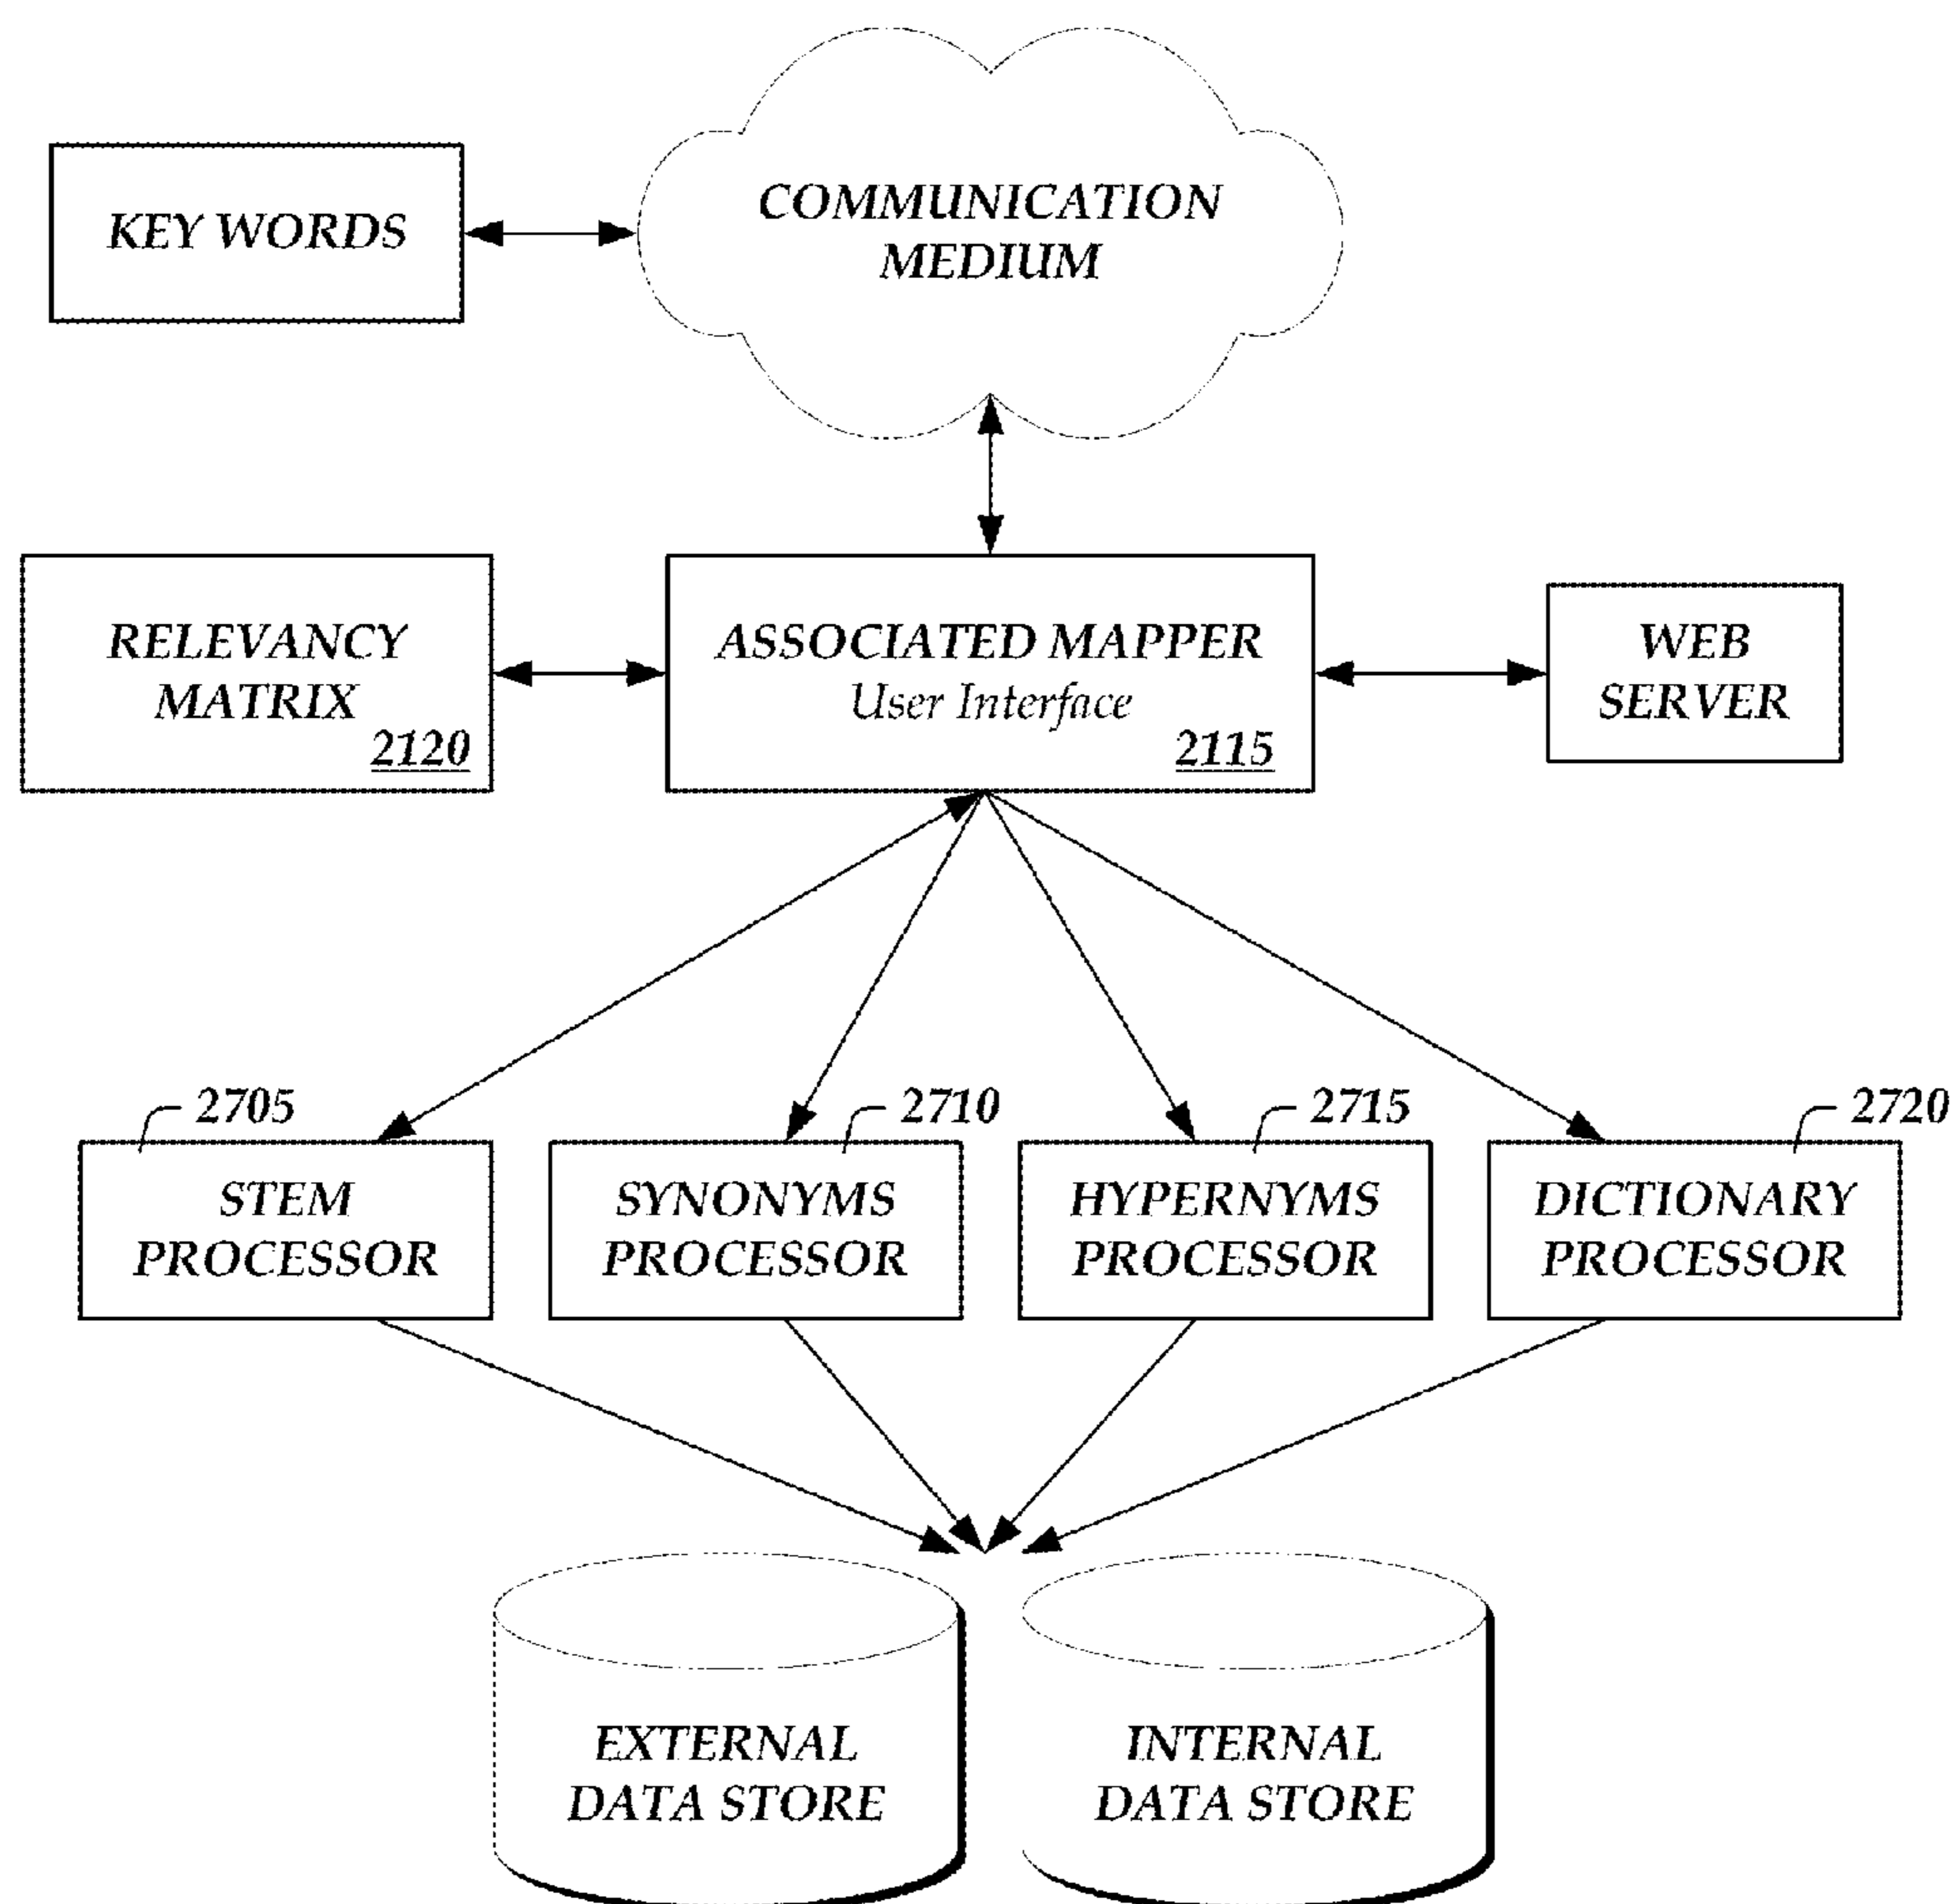 COMMUNICATION
MEDIUM
KEY WORDS
RELEVANCY
MATRIX
2120
ASSOCIATED MAPPER
User Interface
2115
WEB
SERVER
2705
STEM
PROCESSOR
2710
SYNONYMS
PROCESSOR
2715
HYPERNYMS
PROCESSOR
2720
DICTIONARY
PROCESSOR
EXTERNAL
DATA STORE
INTERNAL
DATA STORE